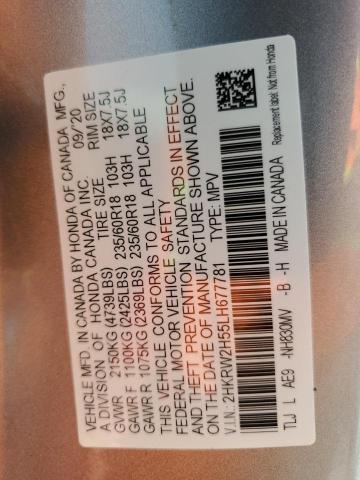 VEHICLE MFD. IN CANADA BY HONDA OF CANADA MFG.,
A DIVISION OF HONDA CANADA INC. 09/20
TIRE SIZE RIM SIZE
GVWR 2150KG (4739LBS)
GAWR F 1100KG (2425LBS) 235/60R18 103H 18X7.5J
GAWR R 1075KG (2369LBS) 235/60R18 103H 18X7.5J
THIS VEHICLE CONFORMS TO ALL APPLICABLE
FEDERAL MOTOR VEHICLE SAFETY
AND THEFT PREVENTION STANDARDS IN EFFECT
ON THE DATE OF MANUFACTURE SHOWN ABOVE.
V.I.N.: 2HKRW2H55LH677781 TYPE: MPV
TLJ L AE9 -NH830MV -B -H MADE IN CANADA
Replacement label: Not from Honda